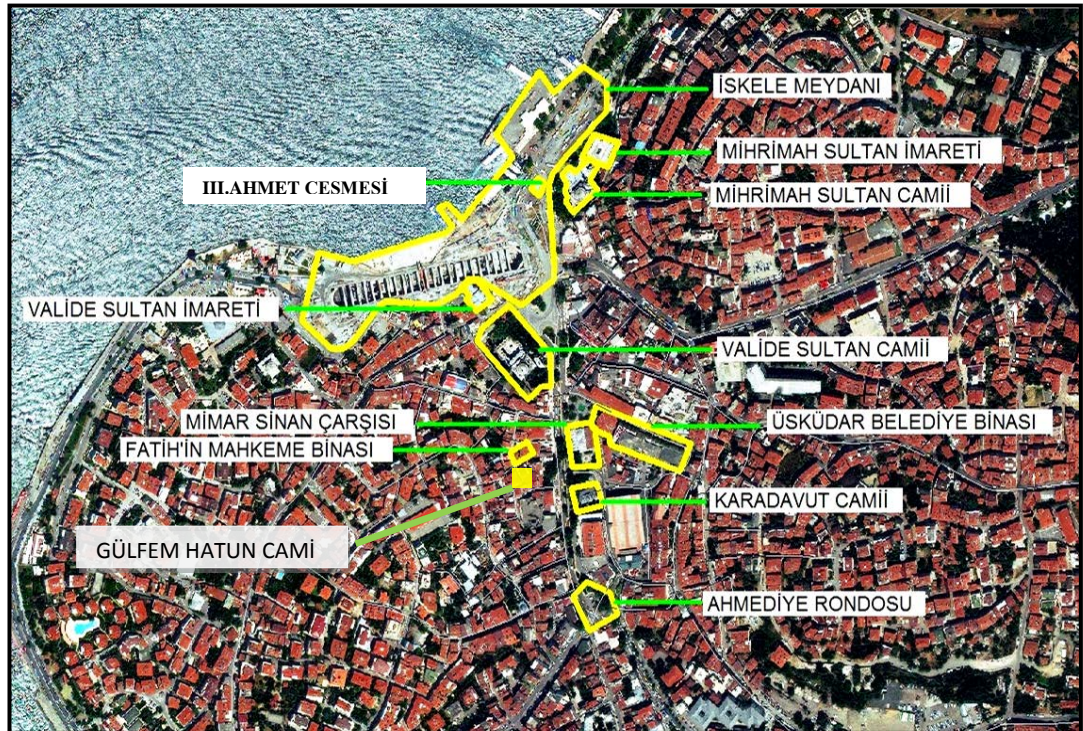 İSKELE MEYDANI
MİHRİMAH SULTAN İMARETİ
III.AHMET CESMESİ
MİHRİMAH SULTAN CAMİİ
VALİDE SULTAN İMARETİ
VALİDE SULTAN CAMİİ
MİMAR SİNAN ÇARŞISI
ÜSKÜDAR BELEDİYE BİNASI
FATİH'İN MAHKEME BİNASI
KARADAVUT CAMİİ
GÜLFEM HATUN CAMİ
AHMEDİYE RONDOSU